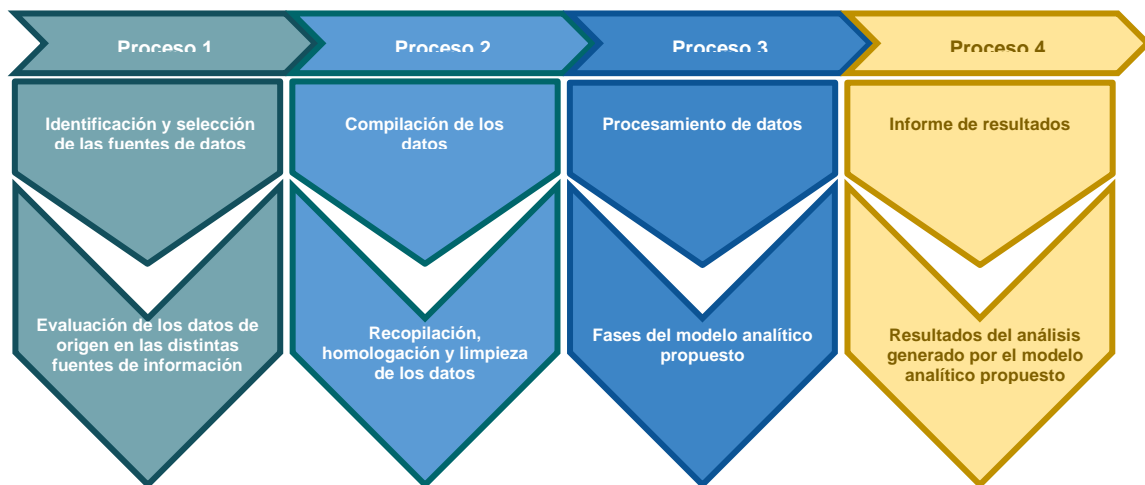 Proceso 1
Proceso 2
Proceso 3
Proceso 4
Identificación y selección
de las fuentes de datos
Compilación de los
datos
Procesamiento de datos
Informe de resultados
Evaluación de los datos de
origen en las distintas
fuentes de información
Recopilación,
homologación y limpieza
de los datos
Fases del modelo analítico
propuesto
Resultados del análisis
generado por el modelo
analítico propuesto